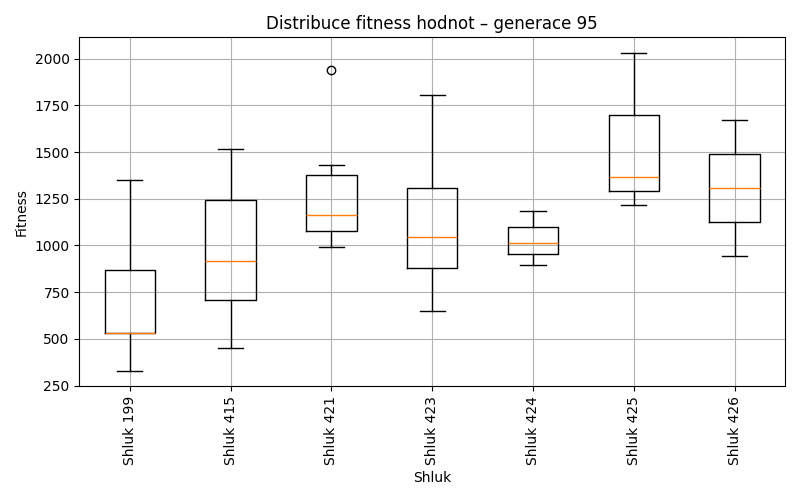 Distribuce fitness hodnot – generace 95
Fitness
2000
1750
1500
1250
1000
750
500
250
Shluk 199
Shluk 415
Shluk 421
Shluk 423
Shluk 424
Shluk 425
Shluk 426
Shluk